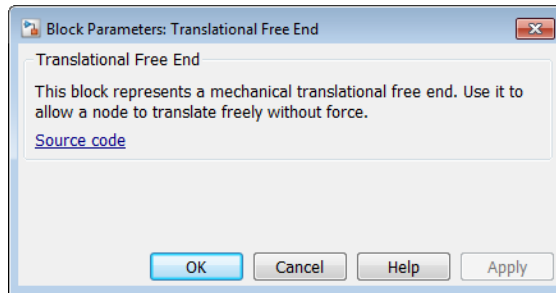 Block Parameters: Translational Free End
Translational Free End
This block represents a mechanical translational free end. Use it to
allow a node to translate freely without force.
Source code
OK Cancel Help Apply